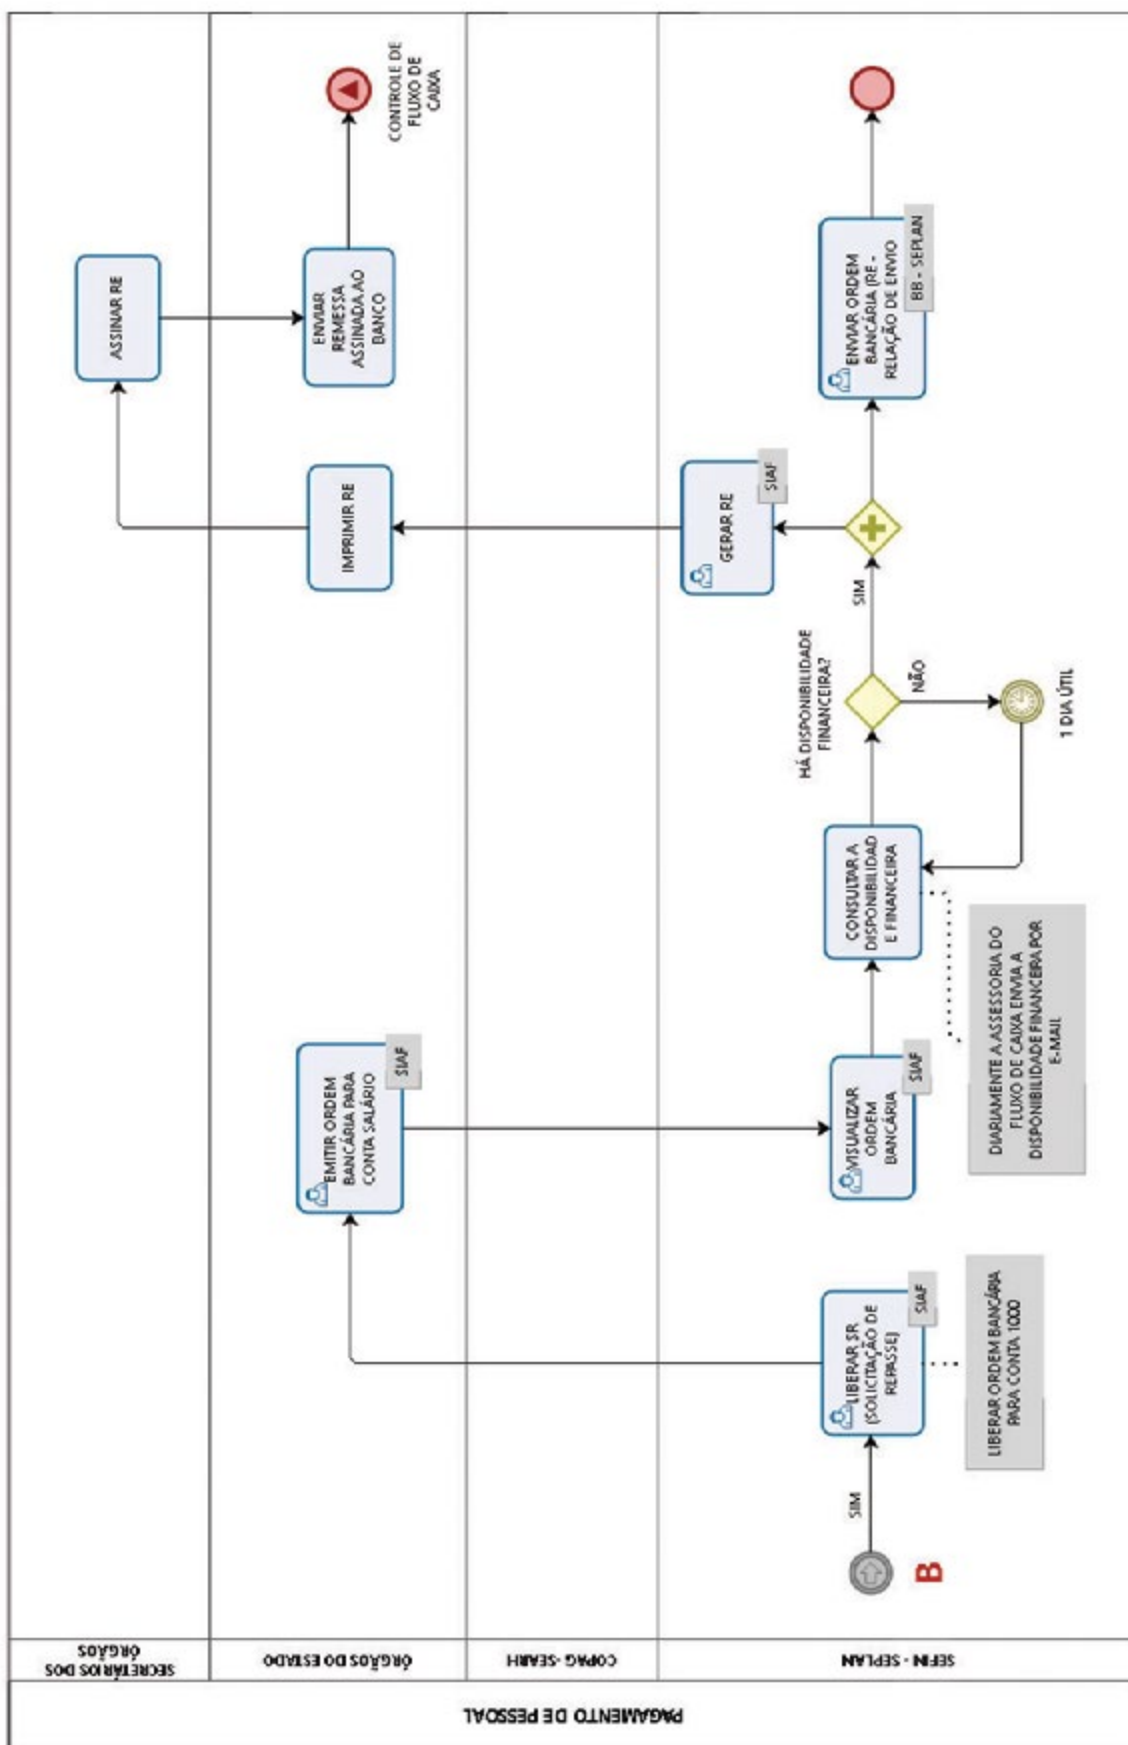 PAGAMENTO DE PESSOAL
SECRETÁRIOS DOS
ÓRGÃOS
ÓRGÃOS DO ESTADO
COPAG -SEARH
SEFIN - SEPLAN
ASSINAR RE
EMITIR ORDEM
BANCÁRIA PARA
CONTA SALÁRIO
SIAF
IMPRIMIR RE
ENVIAR
REMESSA
ASSINADA AO
BANCO
CONTROLE DE
FLUXO DE
CAIXA
B
SIM
LIBERAR SR
(SOLICITAÇÃO DE
REPASSE)
SIAF
LIBERAR ORDEM BANCÁRIA
PARA CONTA 1000
VISUALIZAR
ORDEM
BANCÁRIA
SIAF
CONSULTAR A
DISPONIBILIDAD
E FINANCEIRA
DIARIAMENTE A ASSESSORIA DO
FLUXO DE CAIXA ENVIA A
DISPONIBILIDADE FINANCEIRA POR
E-MAIL
HÁ DISPONIBILIDADE
FINANCEIRA?
NÃO
1 DIA ÚTIL
SIM
GERAR RE
SIAF
ENVIAR ORDEM
BANCÁRIA (RE -
RELAÇÃO DE ENVIO
BB - SEPLAN